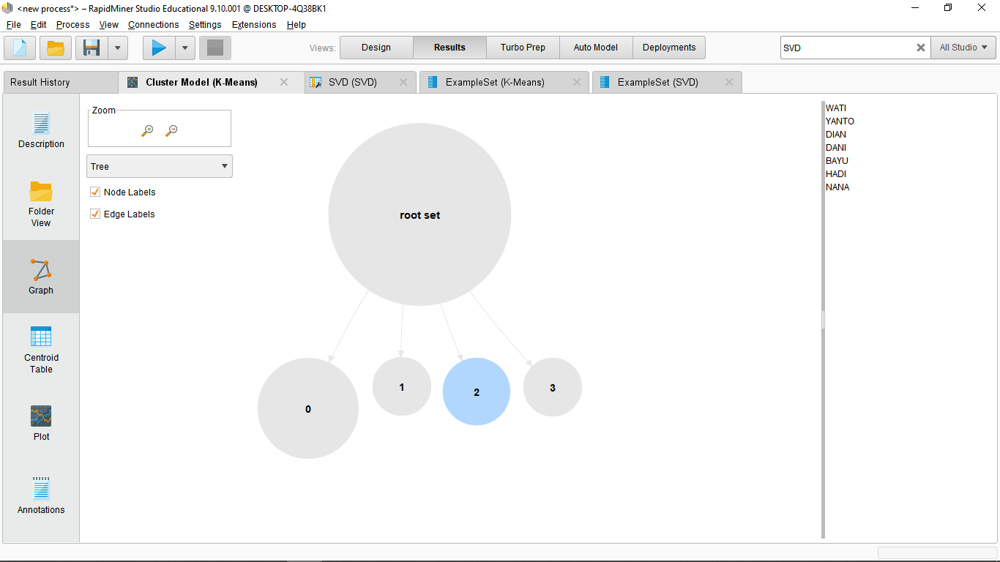 <new process*> – RapidMiner Studio Educational 9.10.001 @ DESKTOP-4Q38BK1
File Edit Process View Connections Settings Extensions Help
Views: Design Results Turbo Prep Auto Model Deployments SVD All Studio
Result History Cluster Model (K-Means) SVD (SVD) ExampleSet (K-Means) ExampleSet (SVD)
Description
Folder
View
Graph
Centroid
Table
Plot
Annotations
Zoom
Tree
Node Labels
Edge Labels
root set
0
1
2
3
WATI
YANTO
DIAN
DANI
BAYU
HADI
NANA